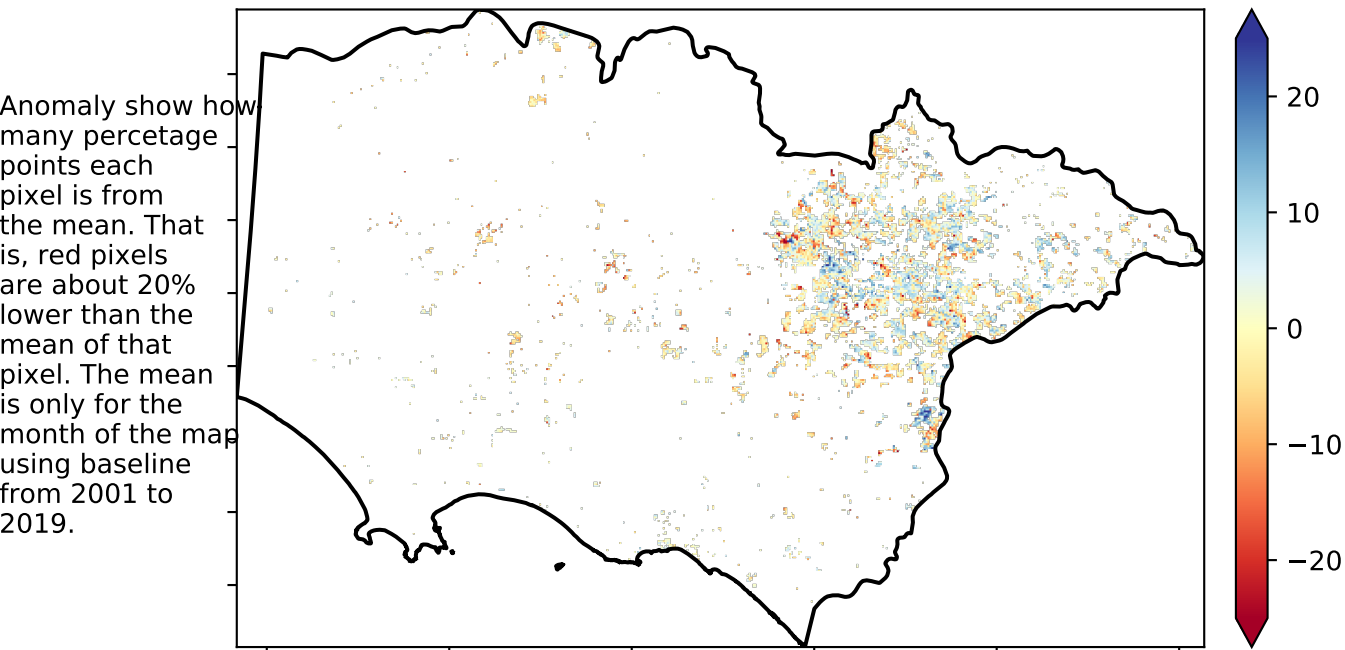 Anomaly show how
many percetage
points each
pixel is from
the mean. That
is, red pixels
are about 20%
lower than the
mean of that
pixel. The mean
is only for the
month of the map
using baseline
from 2001 to
2019.
20
10
0
−10
−20